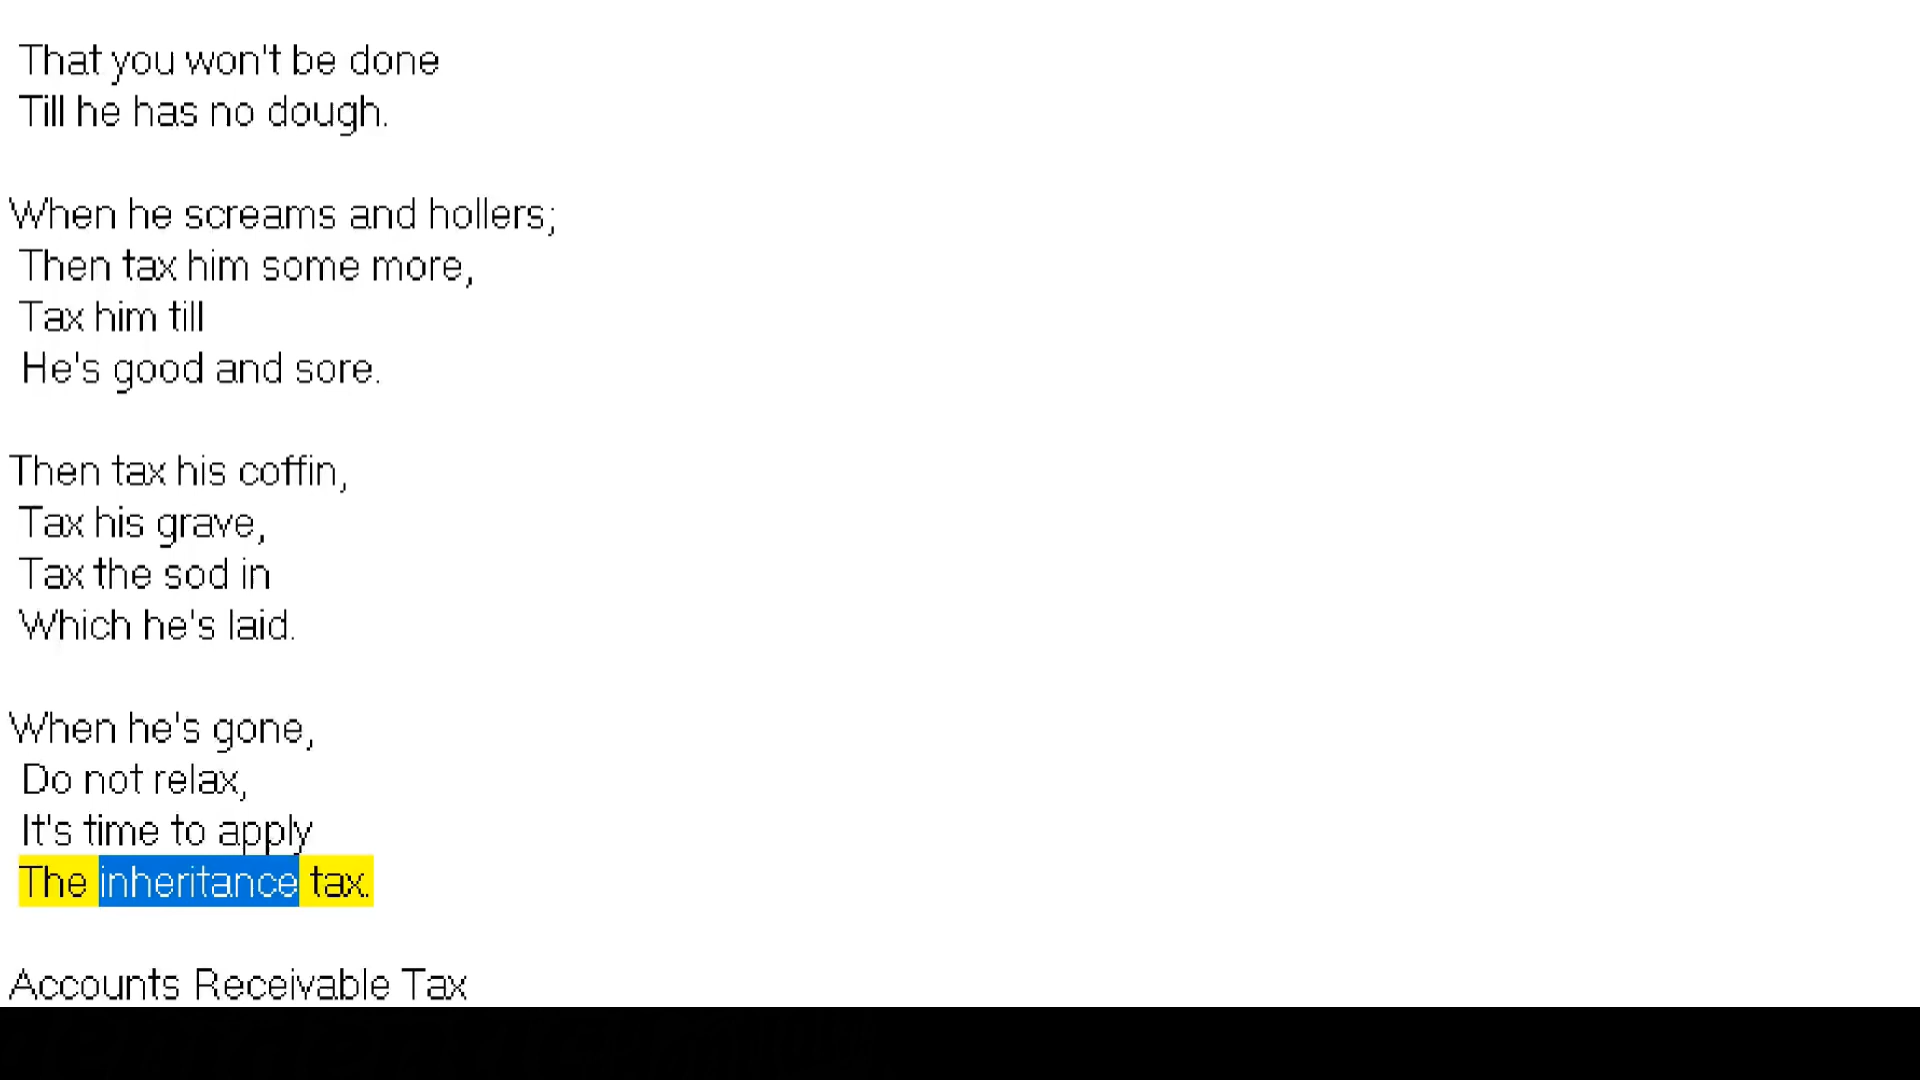 That you won't be done
Till he has no dough.
When he screams and hollers;
Then tax him some more,
Tax him till
He's good and sore.
Then tax his coffin,
Tax his grave,
Tax the sod in
Which he's laid.
When he's gone,
Do not relax,
It's time to apply
The inheritance tax.
Accounts Receivable Tax